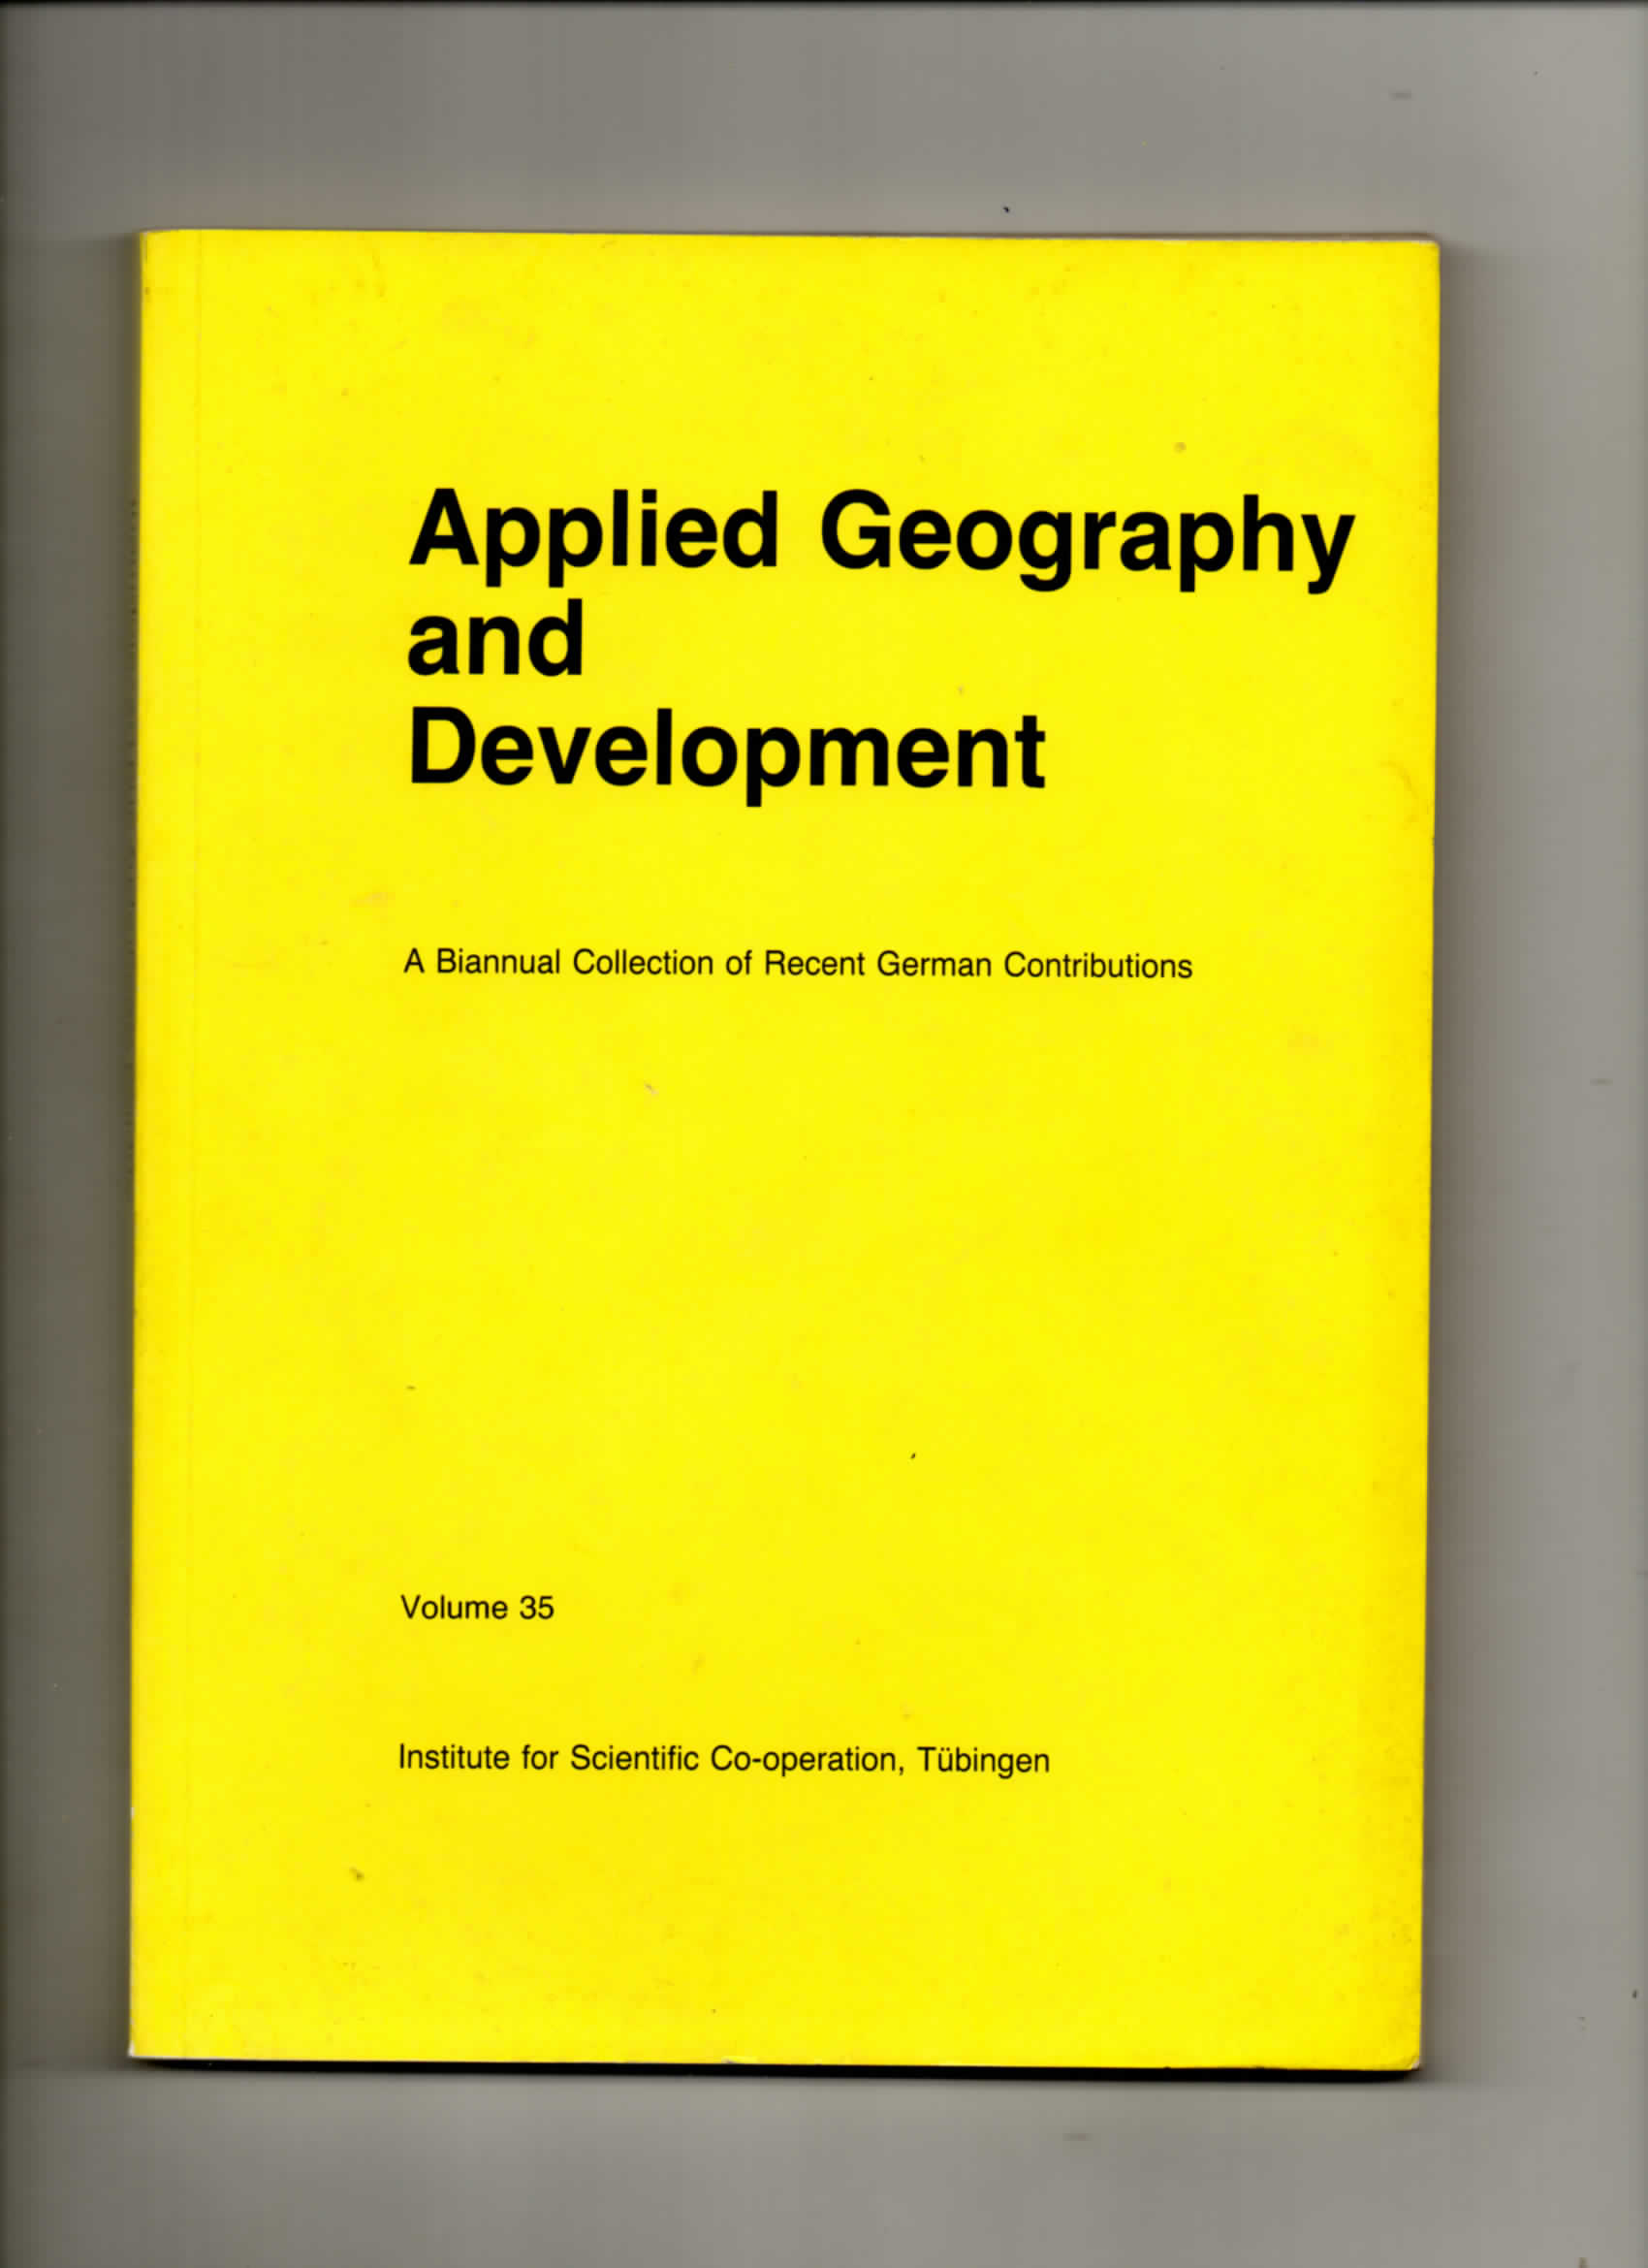 Applied Geography
and
Development
A Biannual Collection of Recent German Contributions
Volume 35
Institute for Scientific Co-operation, Tübingen